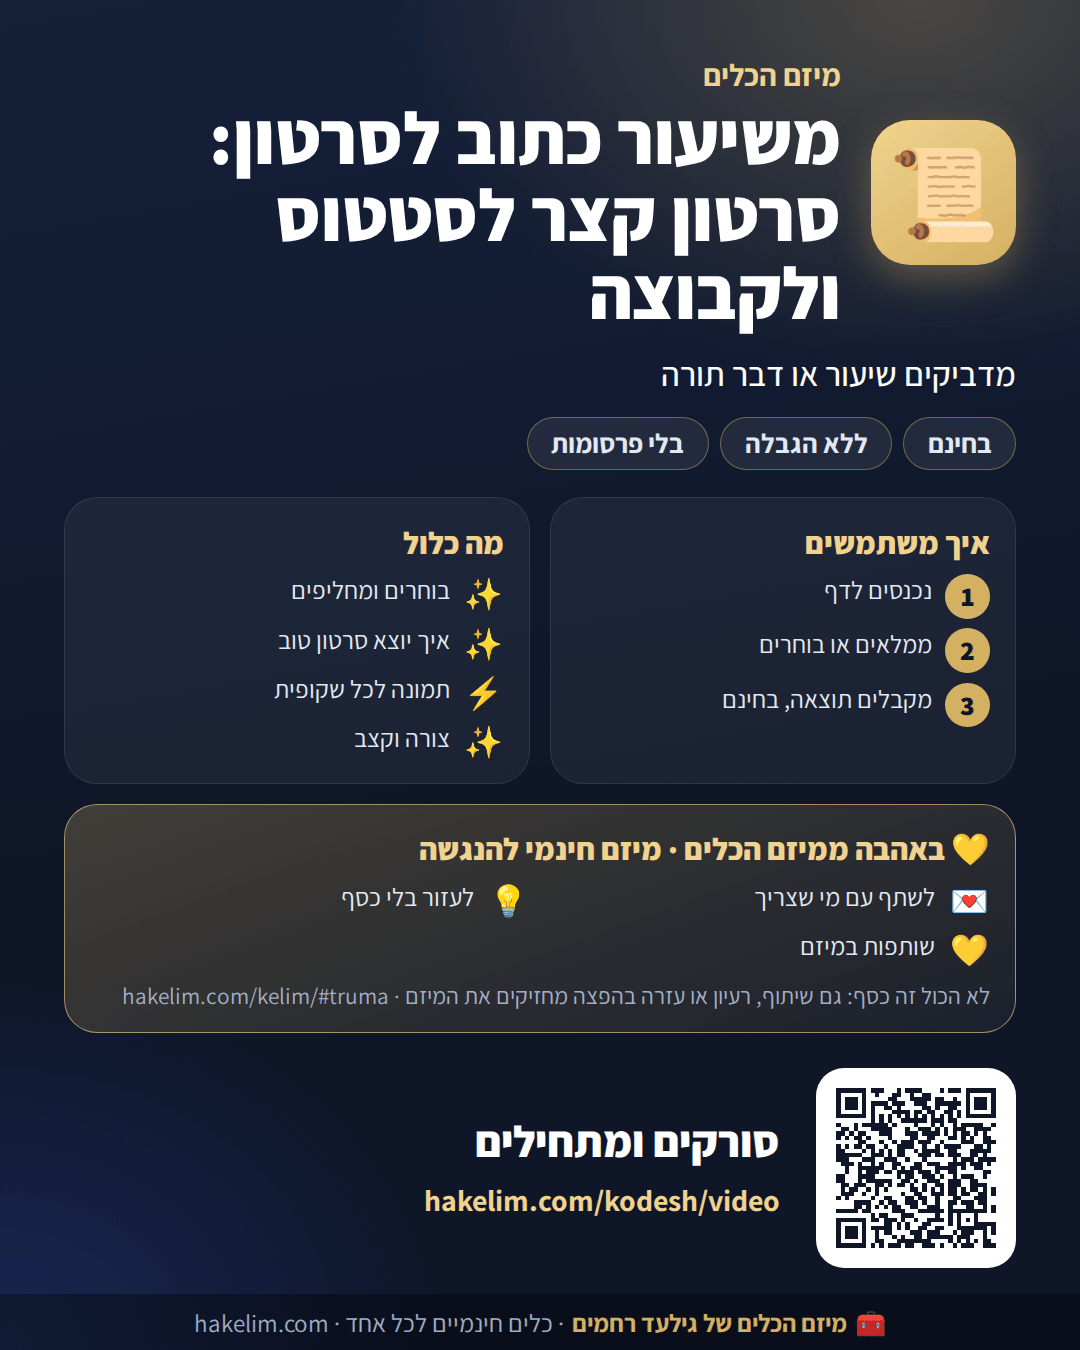 מיזם הכלים
משיעור כתוב לסרטון:
סרטון קצר לסטטוס
ולקבוצה
מדביקים שיעור או דבר תורה
בחינם
ללא הגבלה
בלי פרסומות
איך משתמשים
1 נכנסים לדף
2 ממלאים או בוחרים
3 מקבלים תוצאה, בחינם
מה כלול
בוחרים ומחליפים
איך יוצא סרטון טוב
תמונה לכל שקופית
צורה וקצב
באהבה ממיזם הכלים · מיזם חינמי להנגשה
לשתף עם מי שצריך
לעזור בלי כסף
שותפות במיזם
לא הכול זה כסף: גם שיתוף, רעיון או עזרה בהפצה מחזיקים את המיזם · hakelim.com/kelim/#truma
סורקים ומתחילים
hakelim.com/kodesh/video
מיזם הכלים של גילעד רחמים · כלים חינמיים לכל אחד · hakelim.com